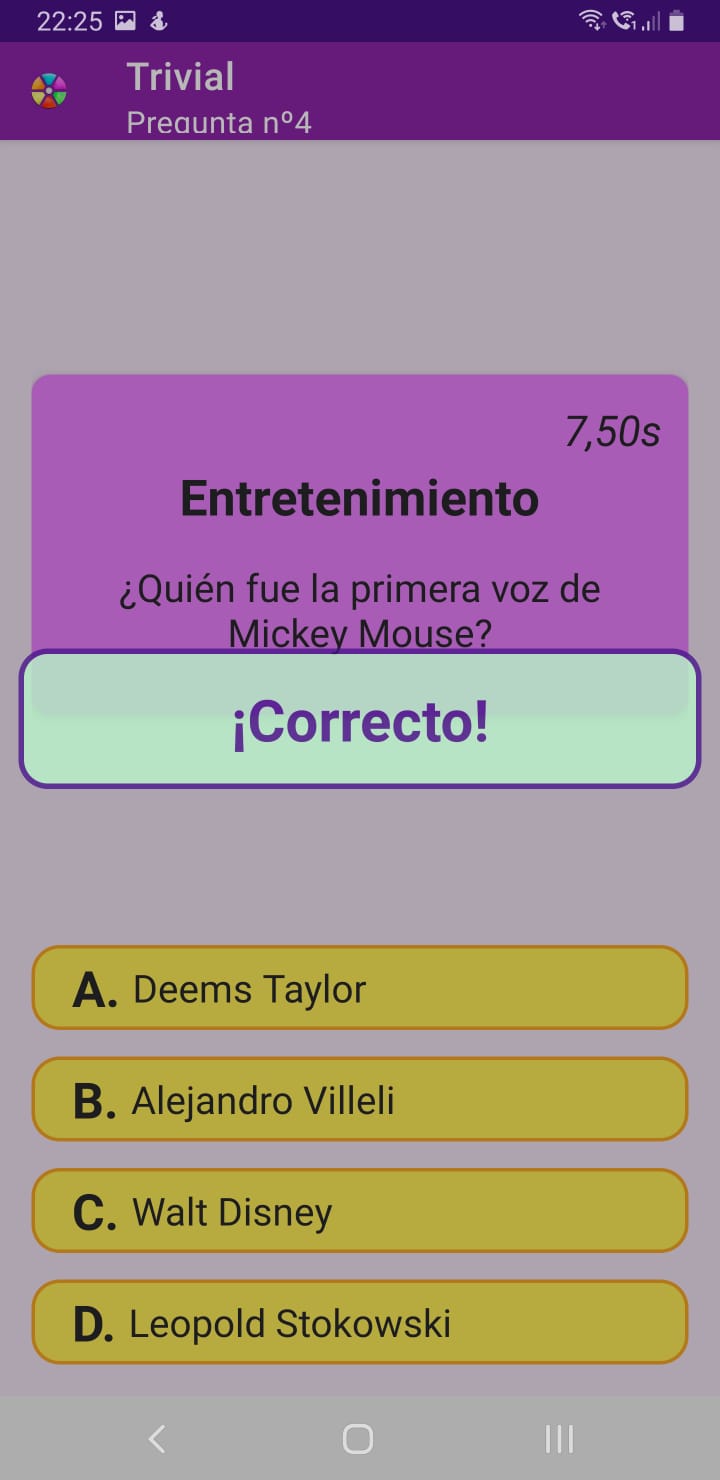 22:25
Trivial
Pregunta nº4
7,50s
Entretenimiento
¿Quién fue la primera voz de
Mickey Mouse?
¡Correcto!
A. Deems Taylor
B. Alejandro Villeli
C. Walt Disney
D. Leopold Stokowski